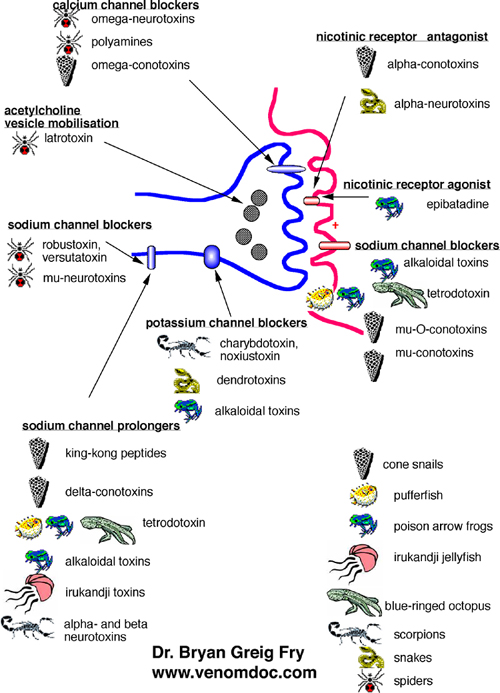 calcium channel blockers
omega-neurotoxins
polyamines
omega-conotoxins
nicotinic receptor antagonist
alpha-conotoxins
alpha-neurotoxins
acetylcholine
vesicle mobilisation
latrotoxin
nicotinic receptor agonist
epibatadine
+
sodium channel blockers
robustoxin,
versutatoxin
mu-neurotoxins
sodium channel blockers
alkaloidal toxins
tetrodotoxin
mu-O-conotoxins
mu-conotoxins
potassium channel blockers
charybdotoxin,
noxiustoxin
dendrotoxins
alkaloidal toxins
sodium channel prolongers
king-kong peptides
delta-conotoxins
tetrodotoxin
alkaloidal toxins
irukandji toxins
alpha- and beta
neurotoxins
cone snails
pufferfish
poison arrow frogs
irukandji jellyfish
blue-ringed octopus
scorpions
snakes
spiders
Dr. Bryan Greig Fry
www.venomdoc.com